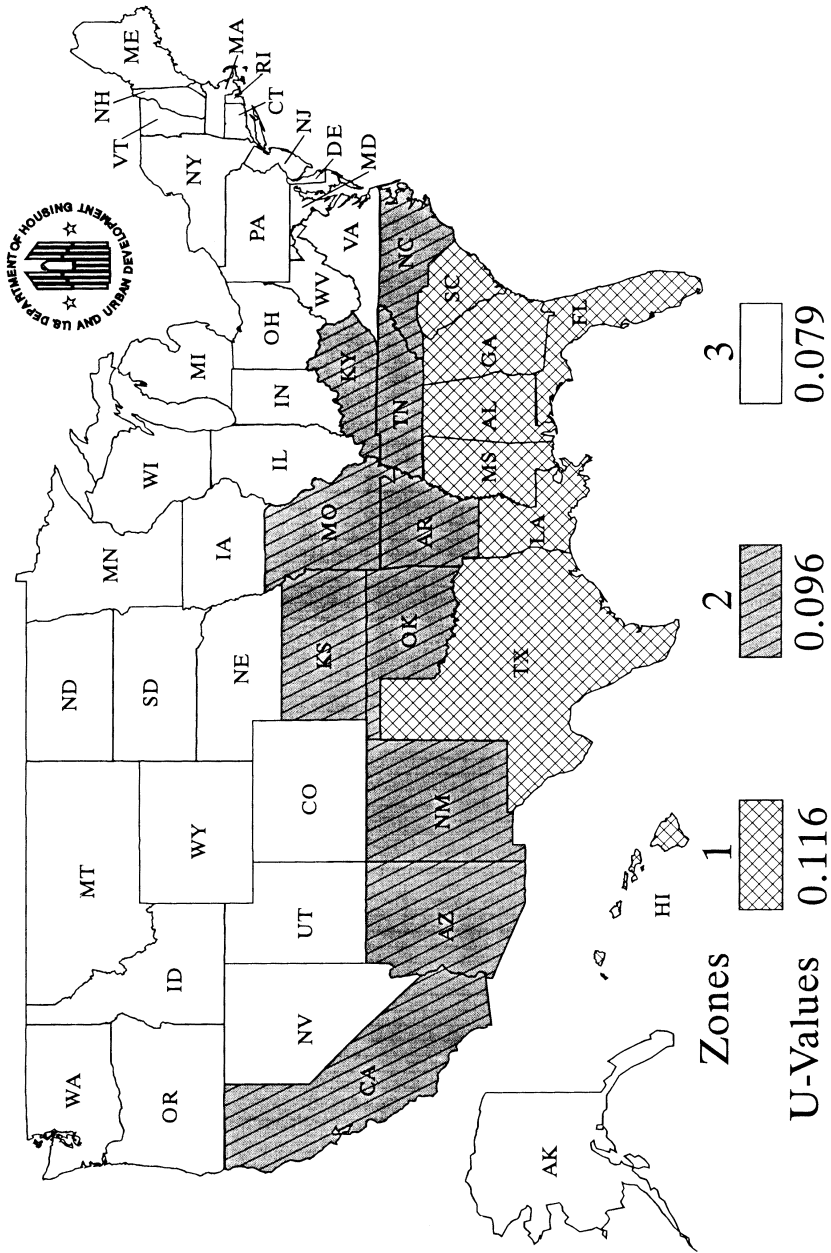 U.S. DEPARTMENT OF HOUSING
AND URBAN DEVELOPMENT
WA
OR
CA
ID
NV
MT
WY
UT
AZ
CO
NM
ND
SD
NE
KS
OK
TX
MN
IA
MO
AR
LA
WI
IL
MI
IN
OH
KY
TN
MS
AL
GA
FL
SC
NC
VA
WV
PA
NY
VT
NH
ME
MA
RI
CT
NJ
DE
MD
AK
HI
Zones 1 2 3
U-Values 0.116 0.096 0.079